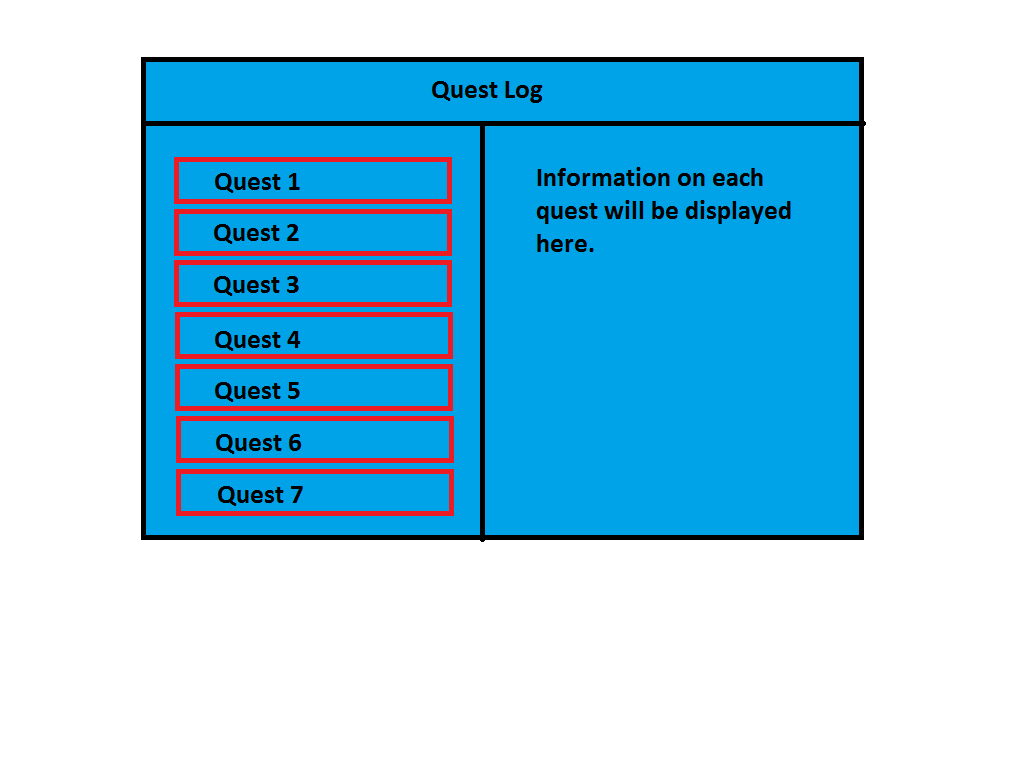 Quest Log
Quest 1
Quest 2
Quest 3
Quest 4
Quest 5
Quest 6
Quest 7
Information on each
quest will be displayed
here.